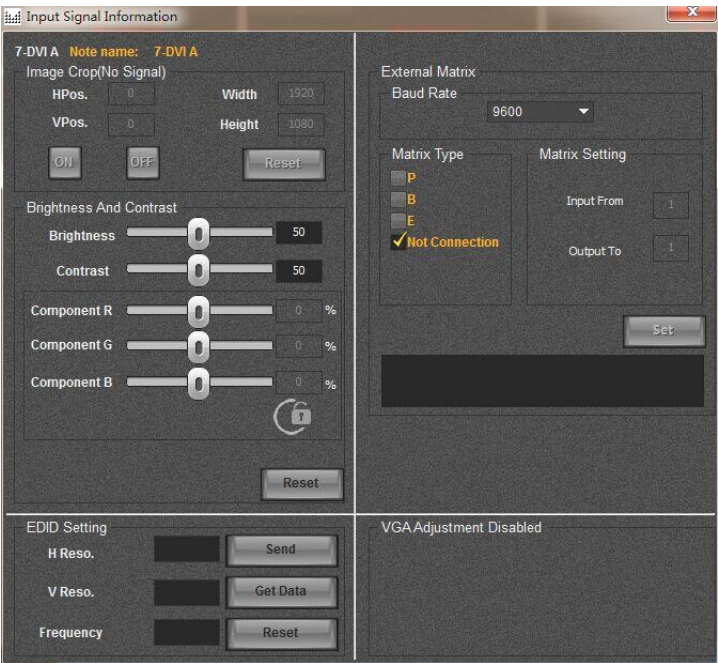 Input Signal Information
X
7-DVI A Note name: 7-DVI A
Image Crop(No Signal)
HPos. 0 Width 1920
VPos. 0 Height 1080
ON OFF Reset
Brightness And Contrast
Brightness 50
Contrast 50
Component R 0 %
Component G 0 %
Component B 0 %
Reset
External Matrix
Baud Rate
9600
Matrix Type
P
B
E
Not Connection
Matrix Setting
Input From 1
Output To 1
Set
EDID Setting
H Reso. Send
V Reso. Get Data
Frequency Reset
VGA Adjustment Disabled